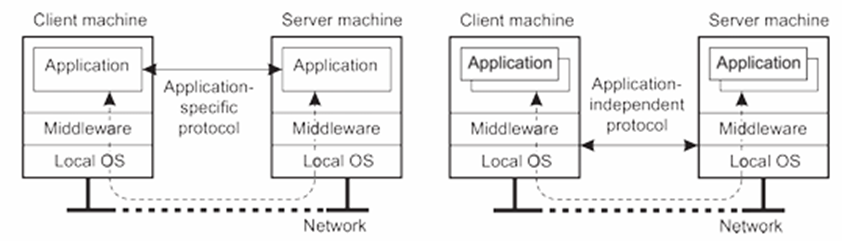 Client machine
Server machine
Application
Application
Application-
specific
protocol
Middleware
Middleware
Local OS
Local OS
Network
Client machine
Server machine
Application
Application
Application-
independent
protocol
Middleware
Middleware
Local OS
Local OS
Network